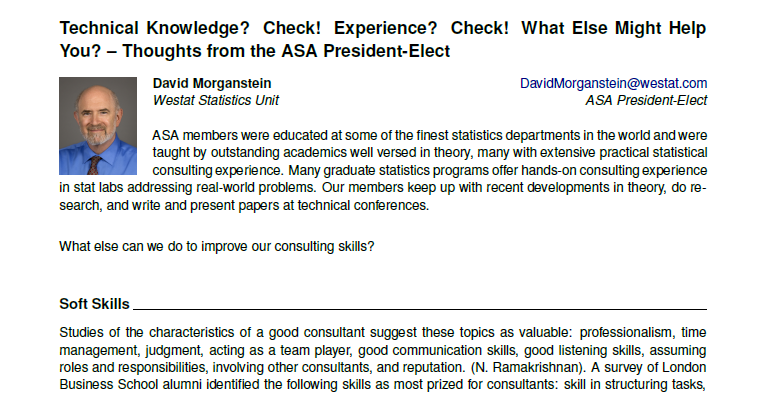 Technical Knowledge? Check! Experience? Check! What Else Might Help
You? – Thoughts from the ASA President-Elect
David Morganstein DavidMorganstein@westat.com
Westat Statistics Unit ASA President-Elect
ASA members were educated at some of the finest statistics departments in the world and were
taught by outstanding academics well versed in theory, many with extensive practical statistical
consulting experience. Many graduate statistics programs offer hands-on consulting experience
in stat labs addressing real-world problems. Our members keep up with recent developments in theory, do re-
search, and write and present papers at technical conferences.
What else can we do to improve our consulting skills?
Soft Skills
Studies of the characteristics of a good consultant suggest these topics as valuable: professionalism, time
management, judgment, acting as a team player, good communication skills, good listening skills, assuming
roles and responsibilities, involving other consultants, and reputation. (N. Ramakrishnan). A survey of London
Business School alumni identified the following skills as most prized for consultants: skill in structuring tasks,